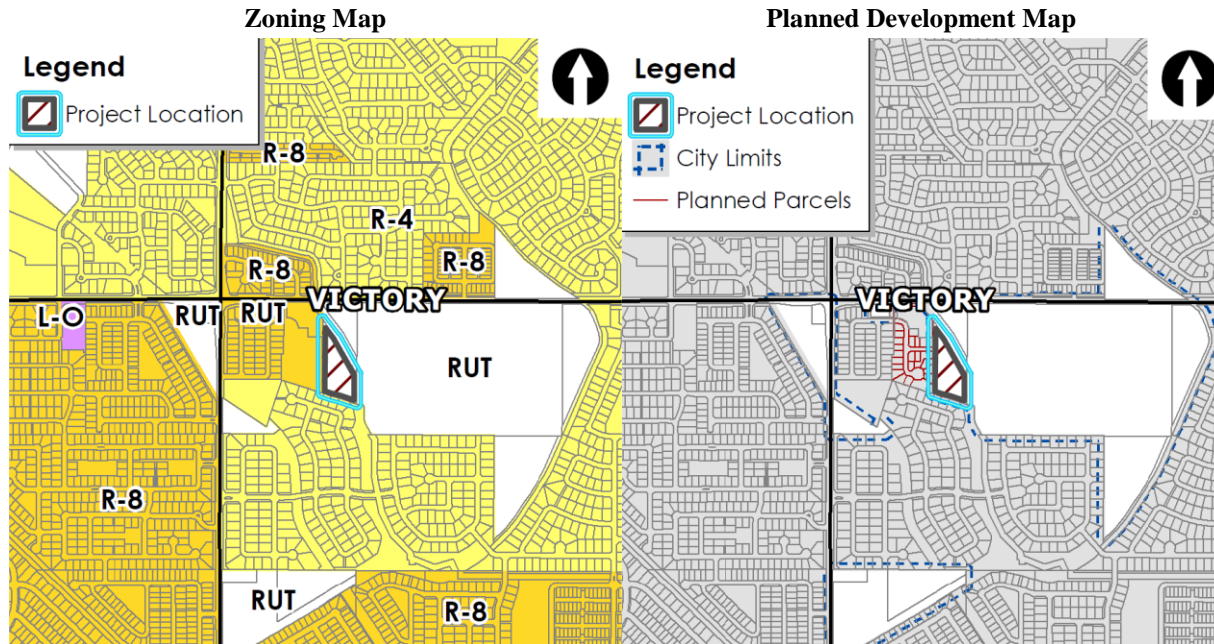 Zoning Map
Legend
Project Location
R-8
R-4
R-8
R-8
VICTORY
L-O
RUT
RUT
RUT
R-8
RUT
R-8
Planned Development Map
Legend
Project Location
City Limits
Planned Parcels
VICTORY